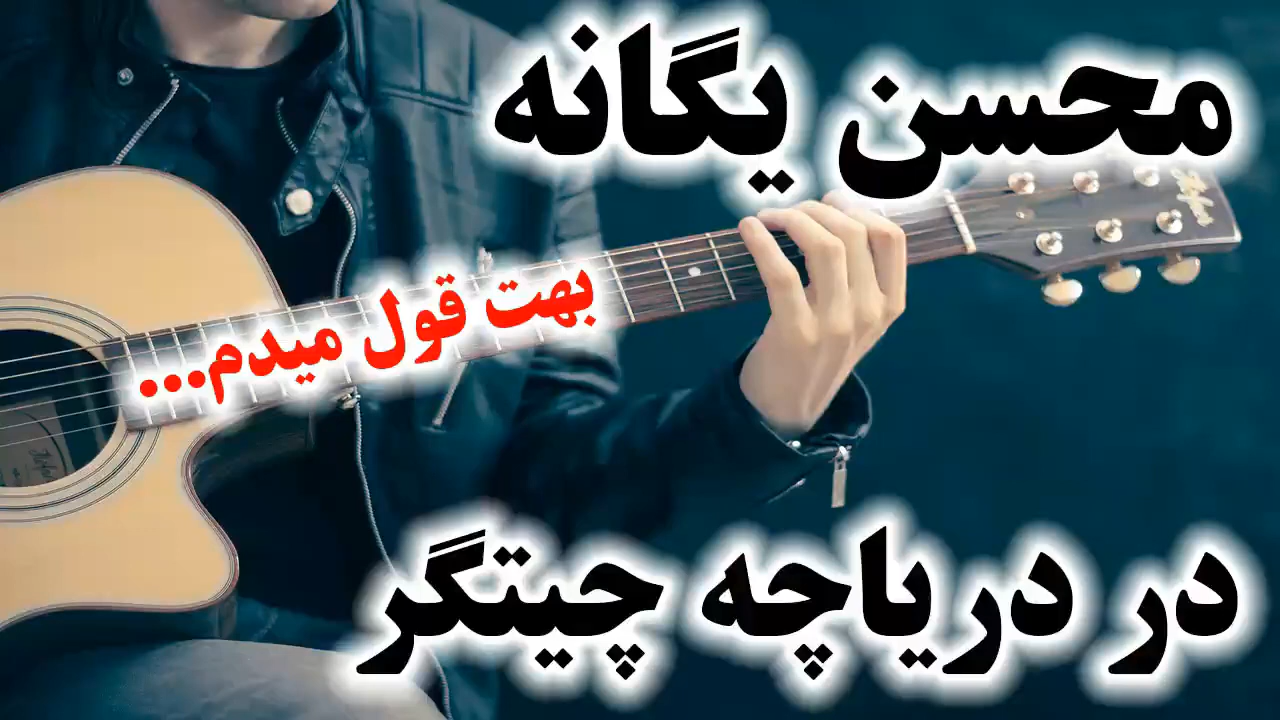 محسن یگانه
بهت قول میدم...
در دریاچه چیتگر